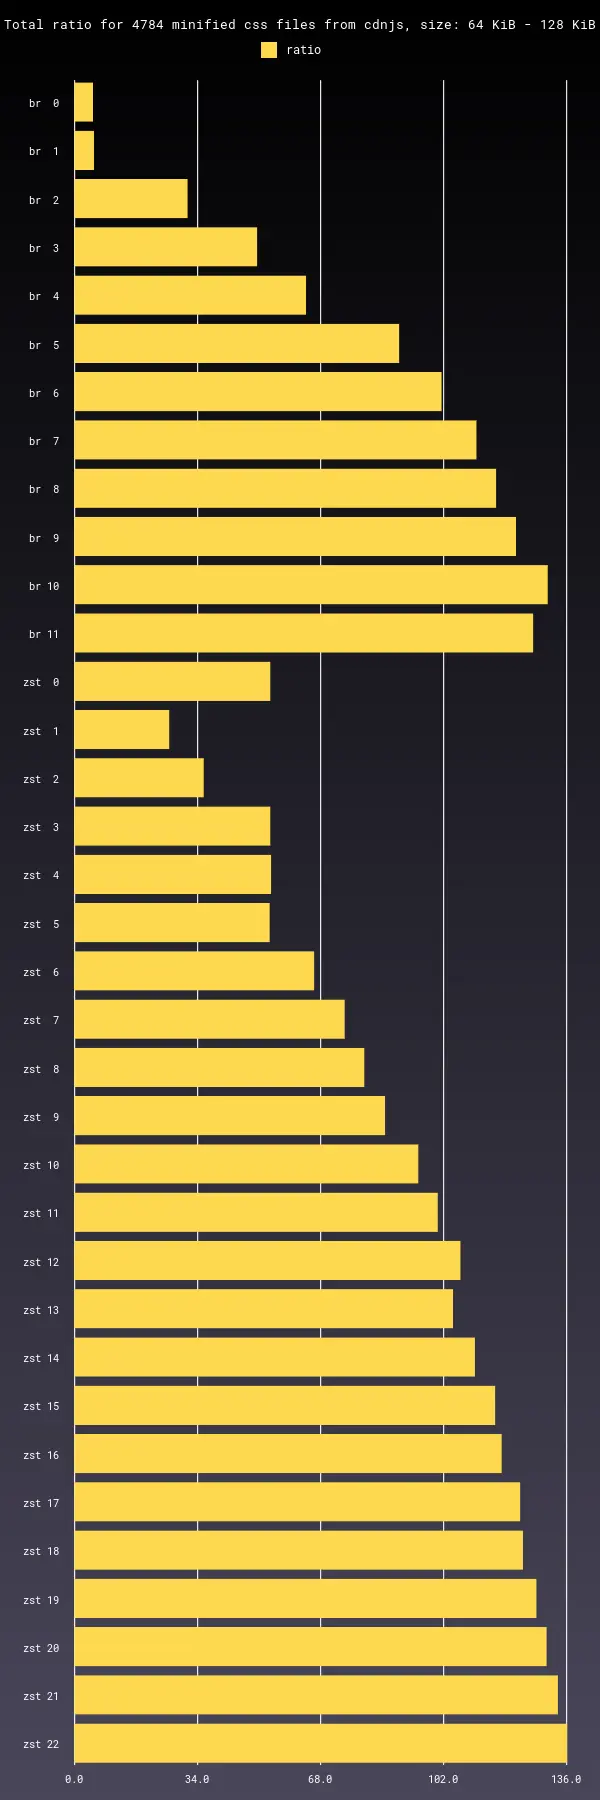 Total ratio for 4784 minified css files from cdnjs, size: 64 KiB - 128 KiB
ratio
br 0
br 1
br 2
br 3
br 4
br 5
br 6
br 7
br 8
br 9
br 10
br 11
zst 0
zst 1
zst 2
zst 3
zst 4
zst 5
zst 6
zst 7
zst 8
zst 9
zst 10
zst 11
zst 12
zst 13
zst 14
zst 15
zst 16
zst 17
zst 18
zst 19
zst 20
zst 21
zst 22
0.0 34.0 68.0 102.0 136.0